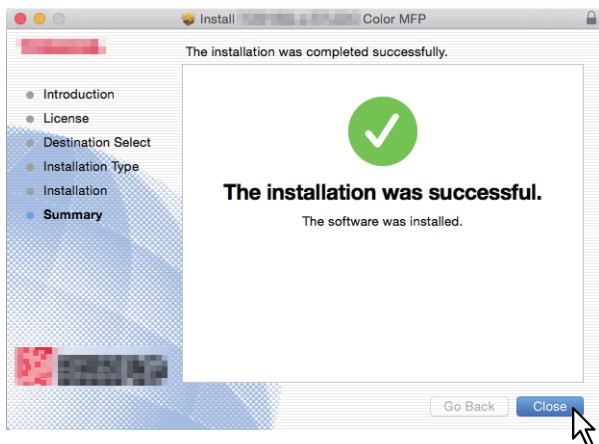 Install Color MFP
The installation was completed successfully.
Introduction
License
Destination Select
Installation Type
Installation
Summary
The installation was successful.
The software was installed.
Go Back
Close